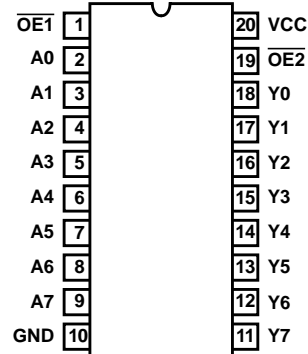 OE1 1 20 VCC
A0 2 19 OE2
A1 3 18 Y0
A2 4 17 Y1
A3 5 16 Y2
A4 6 15 Y3
A5 7 14 Y4
A6 8 13 Y5
A7 9 12 Y6
GND 10 11 Y7